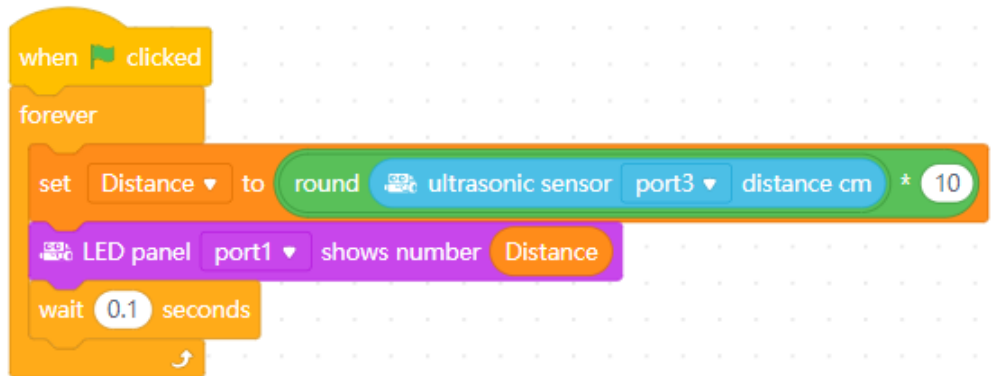 when clicked
forever
set Distance ▼ to round ultrasonic sensor port3 ▼ distance cm * 10
LED panel port1 ▼ shows number Distance
wait 0.1 seconds